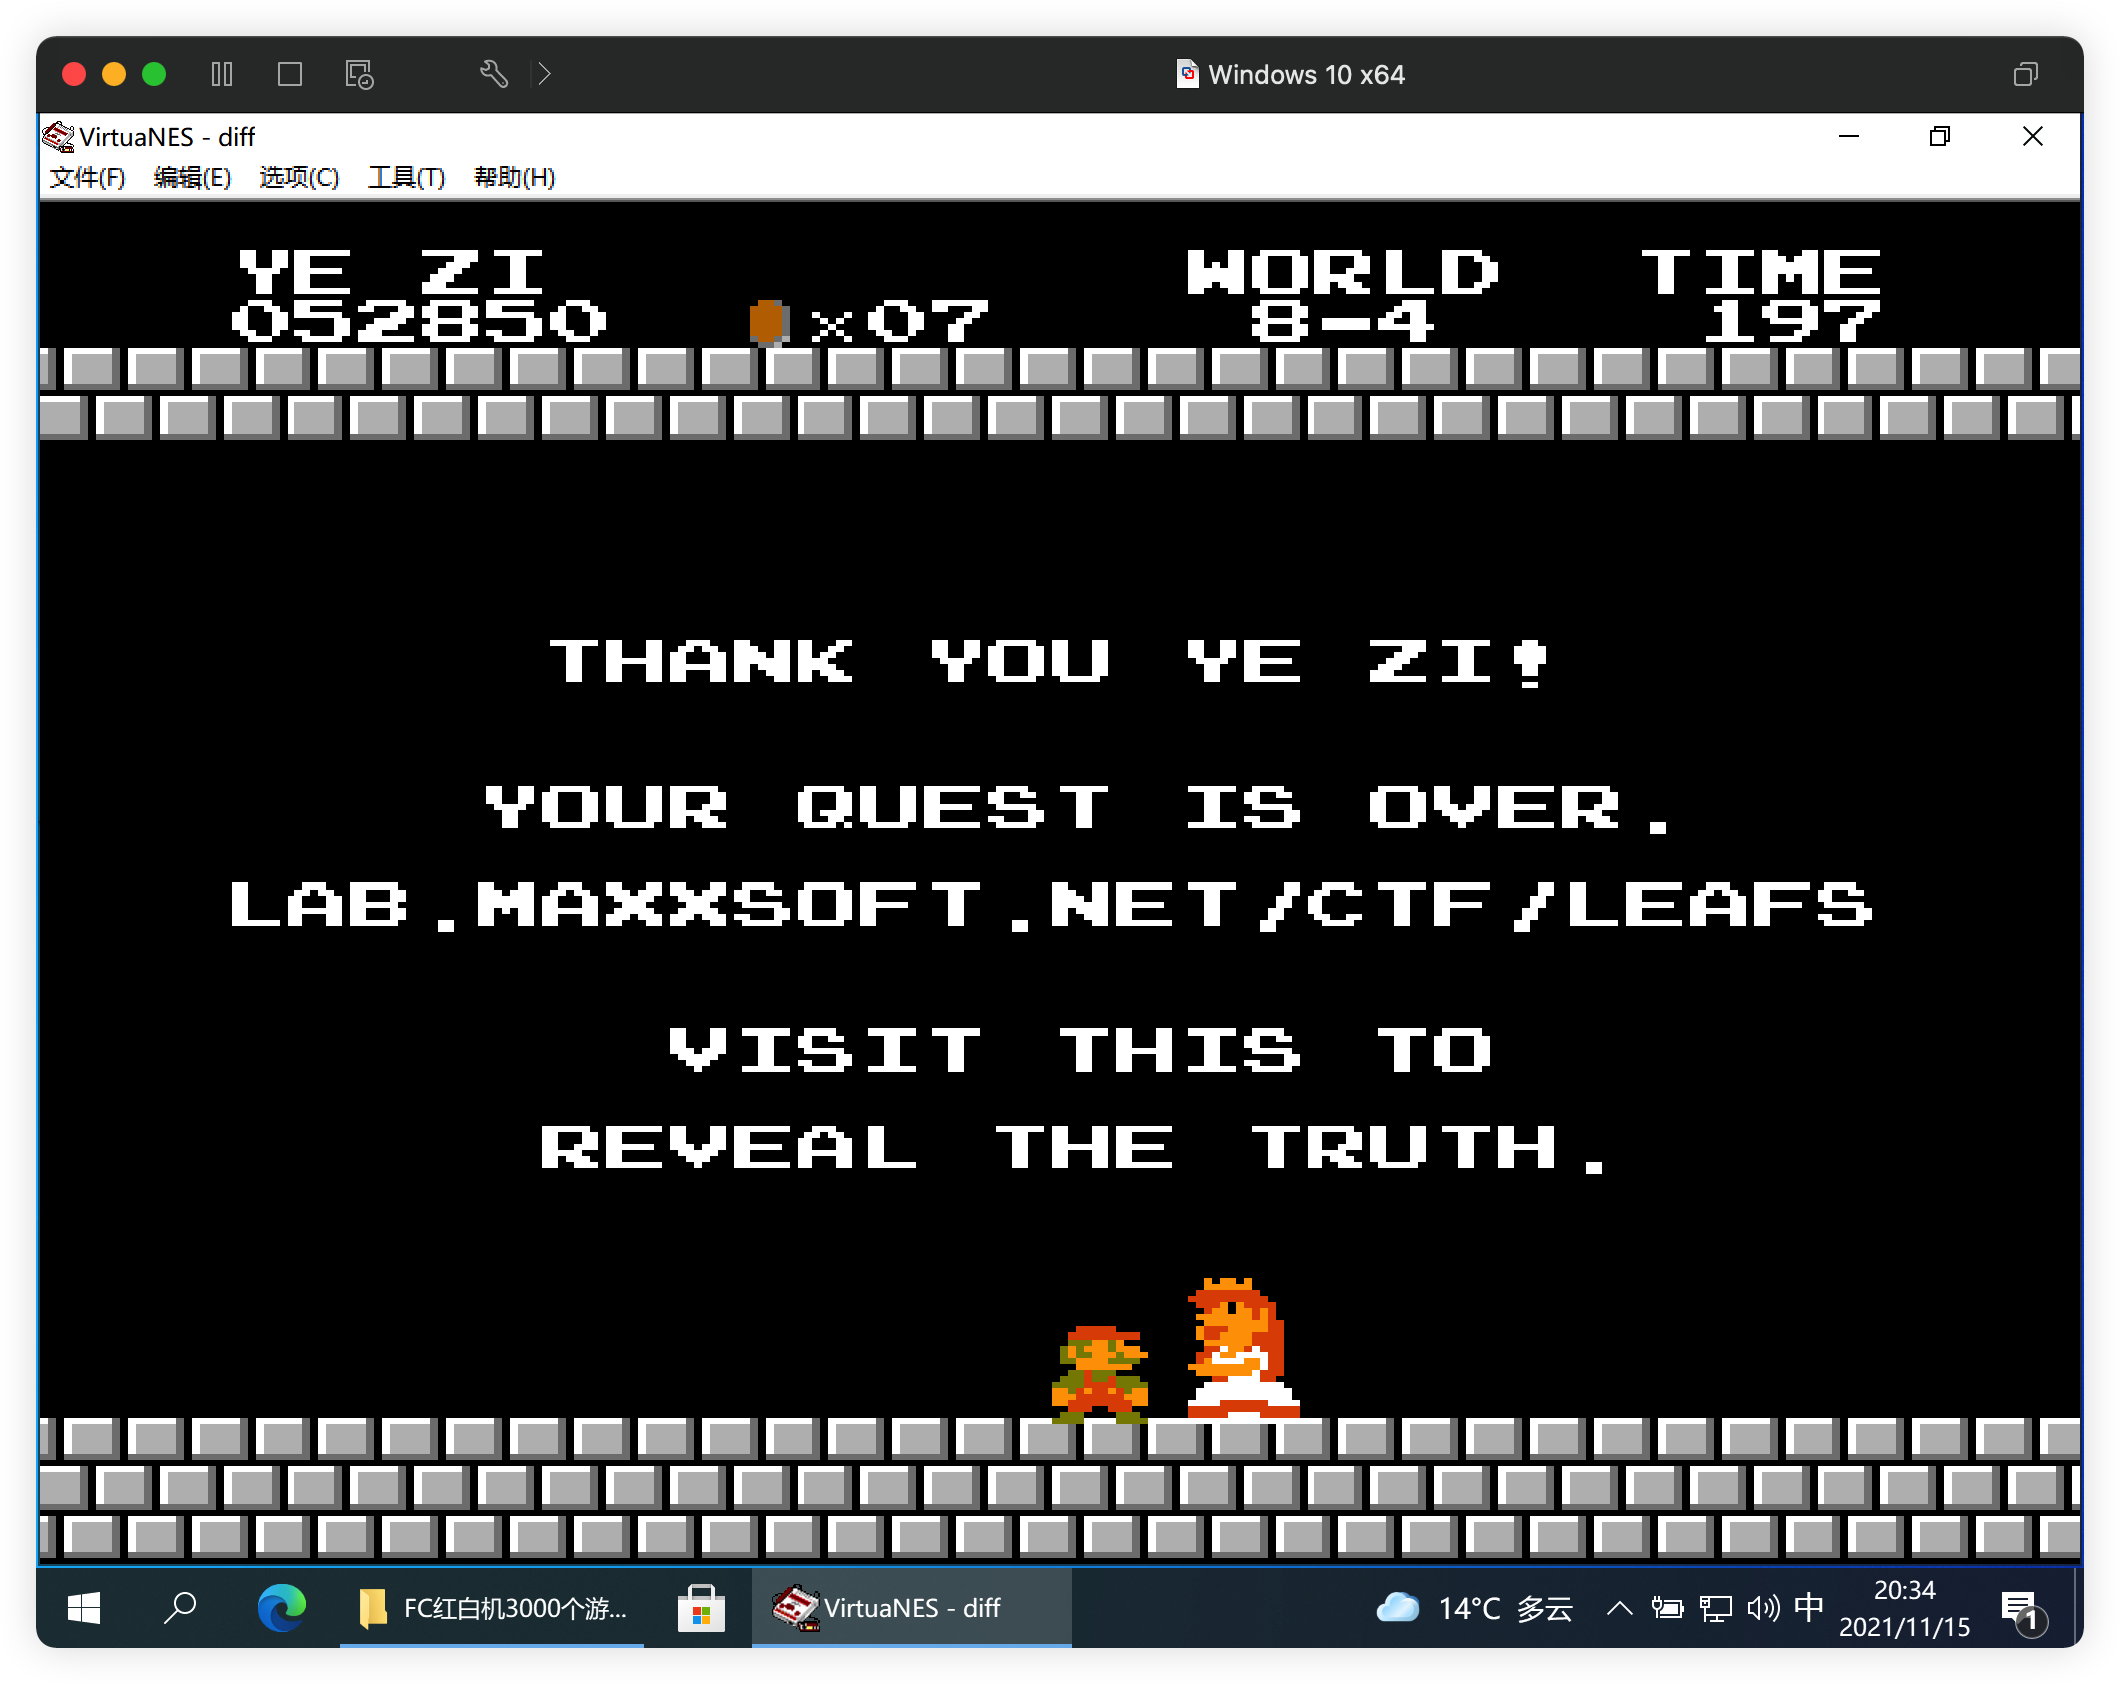 Windows 10 x64
VirtuaNES - diff
文件(F) 编辑(E) 选项(C) 工具(T) 帮助(H)
YE ZI WORLD TIME
052850 ×07 8-4 197
THANK YOU YE ZI!
YOUR QUEST IS OVER.
LAB.MAXXSOFT.NET/CTF/LEAFS
VISIT THIS TO
REVEAL THE TRUTH.
FC红白机3000个游... VirtuaNES - diff 14°C 多云 中 20:34
2021/11/15 1